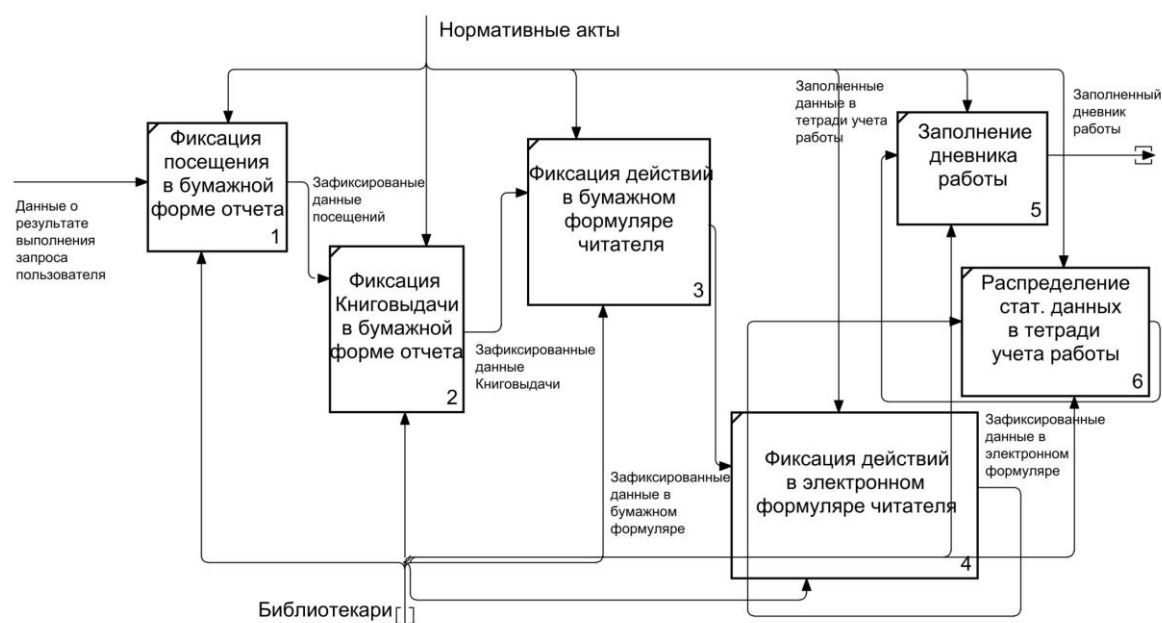 Нормативные акты
Данные о
результате
выполнения
запроса
пользователя
Фиксация
посещения
в бумажной
форме отчета
1
Зафиксированые
данные
посещений
Фиксация
Книговыдачи
в бумажной
форме отчета
2
Зафиксированные
данные
Книговыдачи
Фиксация действий
в бумажном
формуляре
читателя
3
Зафиксированные
данные в
бумажном
формуляре
Фиксация действий
в электронном
формуляре читателя
4
Заполненные
данные в
тетради учета
работы
Заполнение
дневника
работы
5
Заполненный
дневник
работы
Распределение
стат. данных
в тетради
учета работы
6
Зафиксированные
данные в
электронном
формуляре
Библиотекари